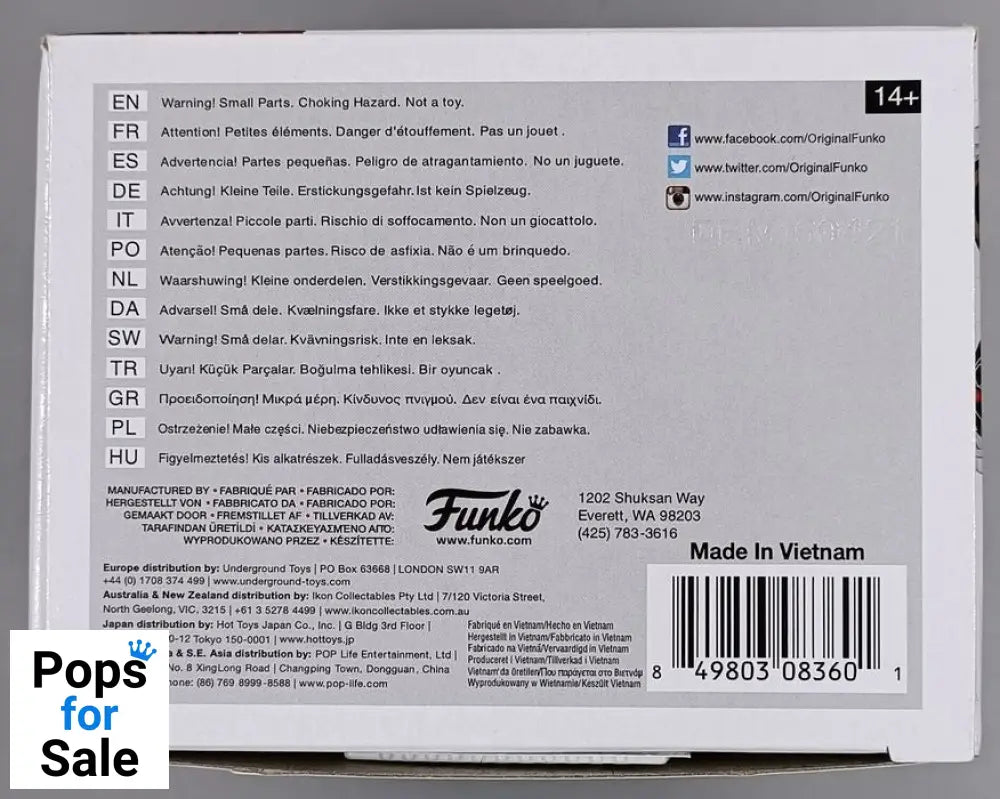 14+
EN Warning! Small Parts. Choking Hazard. Not a toy.
FR Attention! Petites éléments. Danger d'étouffement. Pas un jouet .
ES Advertencia! Partes pequeñas. Peligro de atragantamiento. No un juguete.
DE Achtung! Kleine Teile. Erstickungsgefahr. Ist kein Spielzeug.
IT Avvertenza! Piccole parti. Rischio di soffocamento. Non un giocattolo.
PO Atenção! Pequenas partes. Risco de asfixia. Não é um brinquedo.
NL Waarshuwing! Kleine onderdelen. Verstikkingsgevaar. Geen speelgoed.
DA Advarsel! Små dele. Kvælningsfare. Ikke et stykke legetøj.
SW Warning! Små delar. Kvävningsrisk. Inte en leksak.
TR Uyarı! Küçük Parçalar. Boğulma tehlikesi. Bir oyuncak .
GR Προειδοποίηση! Μικρά μέρη. Κίνδυνος πνιγμού. Δεν είναι ένα παιχνίδι.
PL Ostrzeżenie! Małe części. Niebezpieczeństwo udławienia się. Nie zabawka.
HU Figyelmeztetés! Kis alkatrészek. Fulladásveszély. Nem játékszer
www.facebook.com/OriginalFunko
www.twitter.com/OriginalFunko
www.instagram.com/OriginalFunko
MANUFACTURED BY • FABRIQUÉ PAR • FABRICADO POR:
HERGESTELLT VON • FABBRICATO DA • FABRICADO POR:
GEMAAKT DOOR • FREMSTILLET AF • TILLVERKAD AV:
TARAFINDAN ÜRETİLDİ • ΚΑΤΑΣΚΕΥΑΣΜΕΝΟ ΑΠΌ:
WYPRODUKOWANO PRZEZ • KÉSZÍTETTE:
Funko
www.funko.com
1202 Shuksan Way
Everett, WA 98203
(425) 783-3616
Made In Vietnam
Europe distribution by: Underground Toys | PO Box 63668 | LONDON SW11 9AR
+44 (0) 1708 374 499 | www.underground-toys.com
Australia & New Zealand distribution by: Ikon Collectables Pty Ltd | 7/120 Victoria Street,
North Geelong, VIC. 3215 | +61 3 5278 4499 | www.ikoncollectables.com.au
Japan distribution by: Hot Toys Japan Co., Inc. | G Bldg 3rd Floor |
0-12 Tokyo 150-0001 | www.hottoys.jp
& S.E. Asia distribution by: POP Life Entertainment, Ltd |
No. 8 XingLong Road | Changping Town, Dongguan, China
(86) 769 8999-8588 | www.pop-life.com
Fabriqué en Vietnam/Hecho en Vietnam
Hergestellt in Vietnam/Fabbricato in Vietnam
Fabricado na Vietnã/Vervaardigd in Vietnam
Produceret i Vietnam/Tillverkad i Vietnam
Vietnam'da üretilen/Που παράγεται στο Βιετνάμ
Wyprodukowany w Wietnamie/Készült Vietnam
8 49803 08360 1
Pops
for
Sale